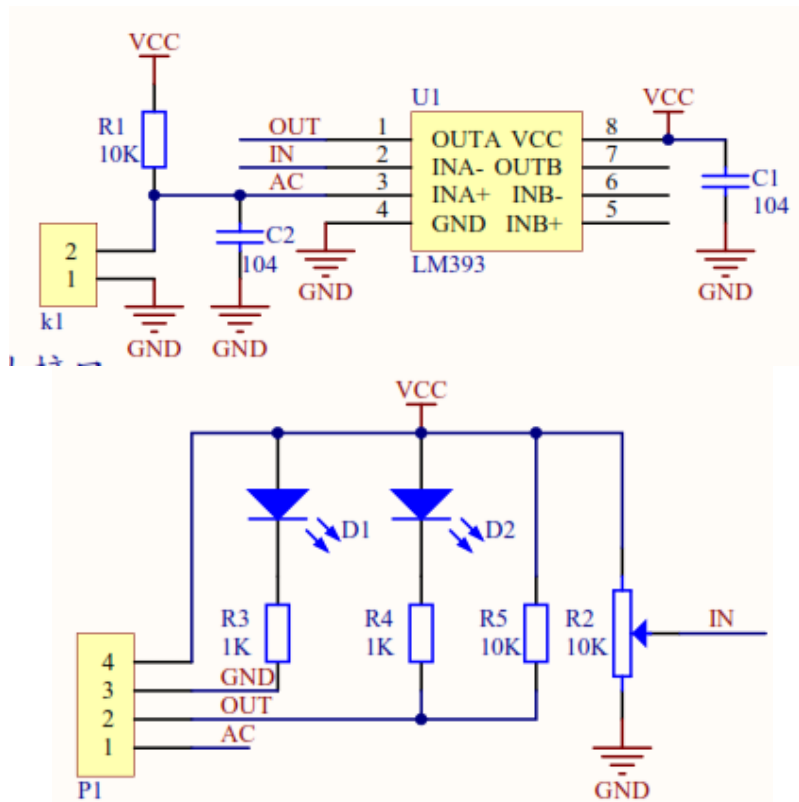 VCC
R1
10K
OUT
IN
AC
C2
104
2
1
k1
GND
GND
GND
U1
1
2
3
4
OUTA VCC
INA- OUTB
INA+ INB-
GND INB+
8
7
6
5
LM393
VCC
C1
104
GND
VCC
D1
D2
R3
1K
R4
1K
R5
10K
R2
10K
IN
4
3
2
1
GND
OUT
AC
P1
GND